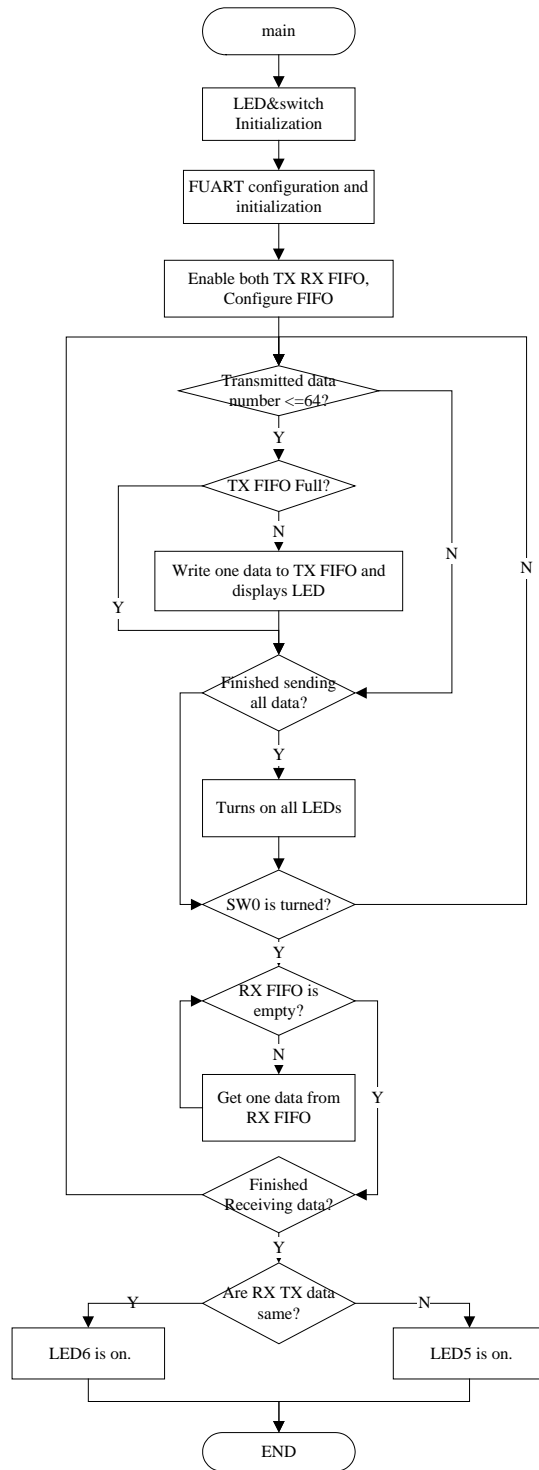 main
LED&switch
Initialization
FUART configuration and
initialization
Enable both TX RX FIFO,
Configure FIFO
Transmitted data
number <=64?
Y
TX FIFO Full?
N
N
Write one data to TX FIFO and
displays LED
N
Y
Finished sending
all data?
Y
Turns on all LEDs
SW0 is turned?
Y
RX FIFO is
empty?
N
Get one data from
RX FIFO
Y
Finished
Receiving data?
Y
Are RX TX data
same?
Y
N
LED6 is on.
LED5 is on.
END